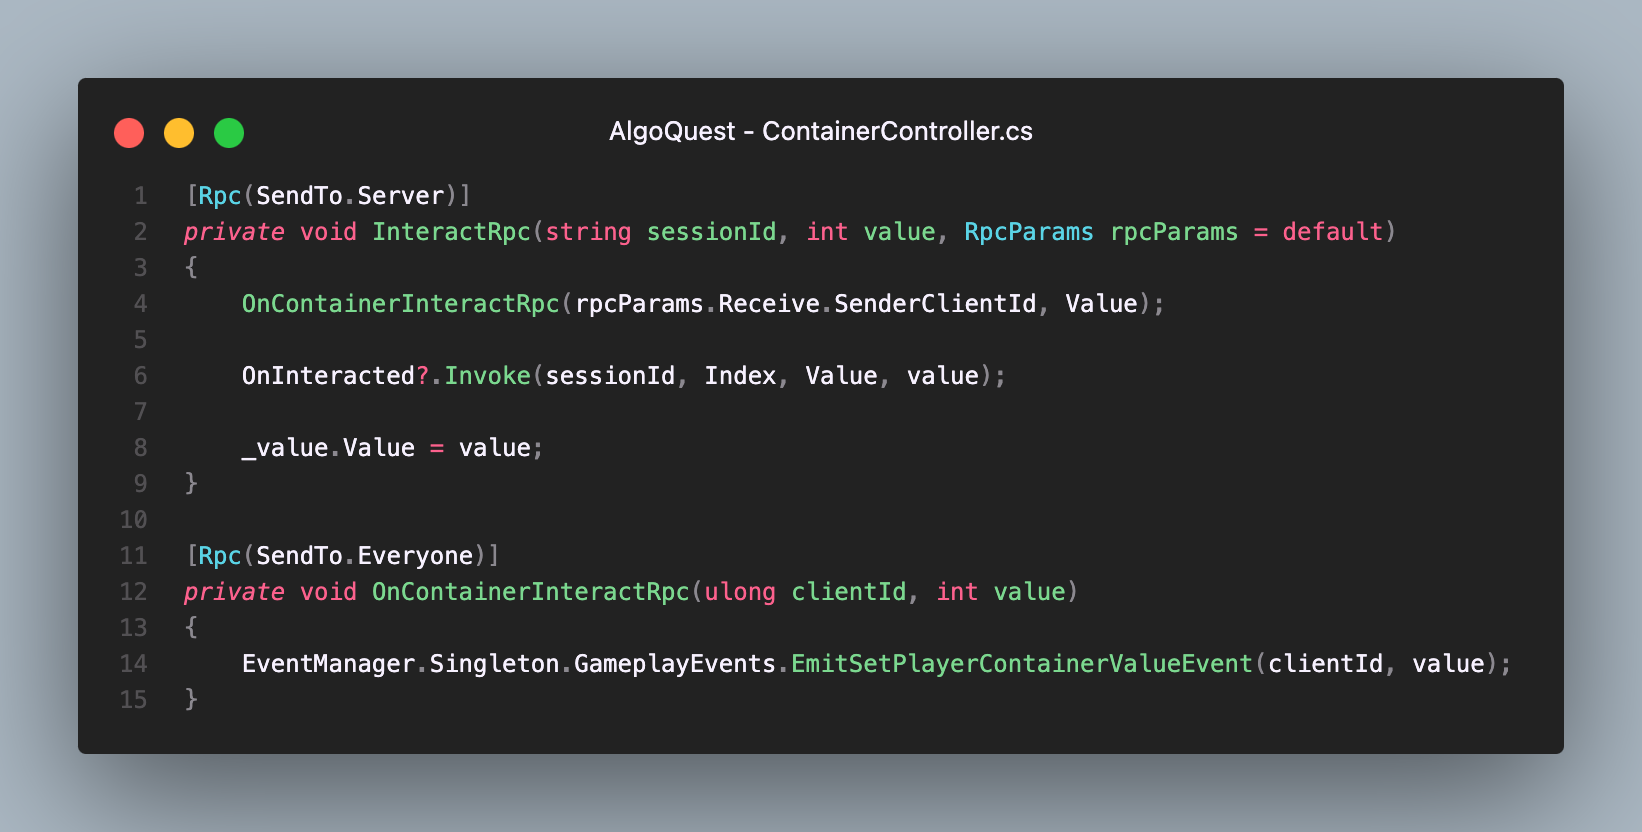 AlgoQuest - ContainerController.cs
1 [Rpc(SendTo.Server)]
2 private void InteractRpc(string sessionId, int value, RpcParams rpcParams = default)
3 {
4     OnContainerInteractRpc(rpcParams.Receive.SenderClientId, Value);
5
6     OnInteracted?.Invoke(sessionId, Index, Value, value);
7
8     _value.Value = value;
9 }
10
11 [Rpc(SendTo.Everyone)]
12 private void OnContainerInteractRpc(ulong clientId, int value)
13 {
14     EventManager.Singleton.GameplayEvents.EmitSetPlayerContainerValueEvent(clientId, value);
15 }